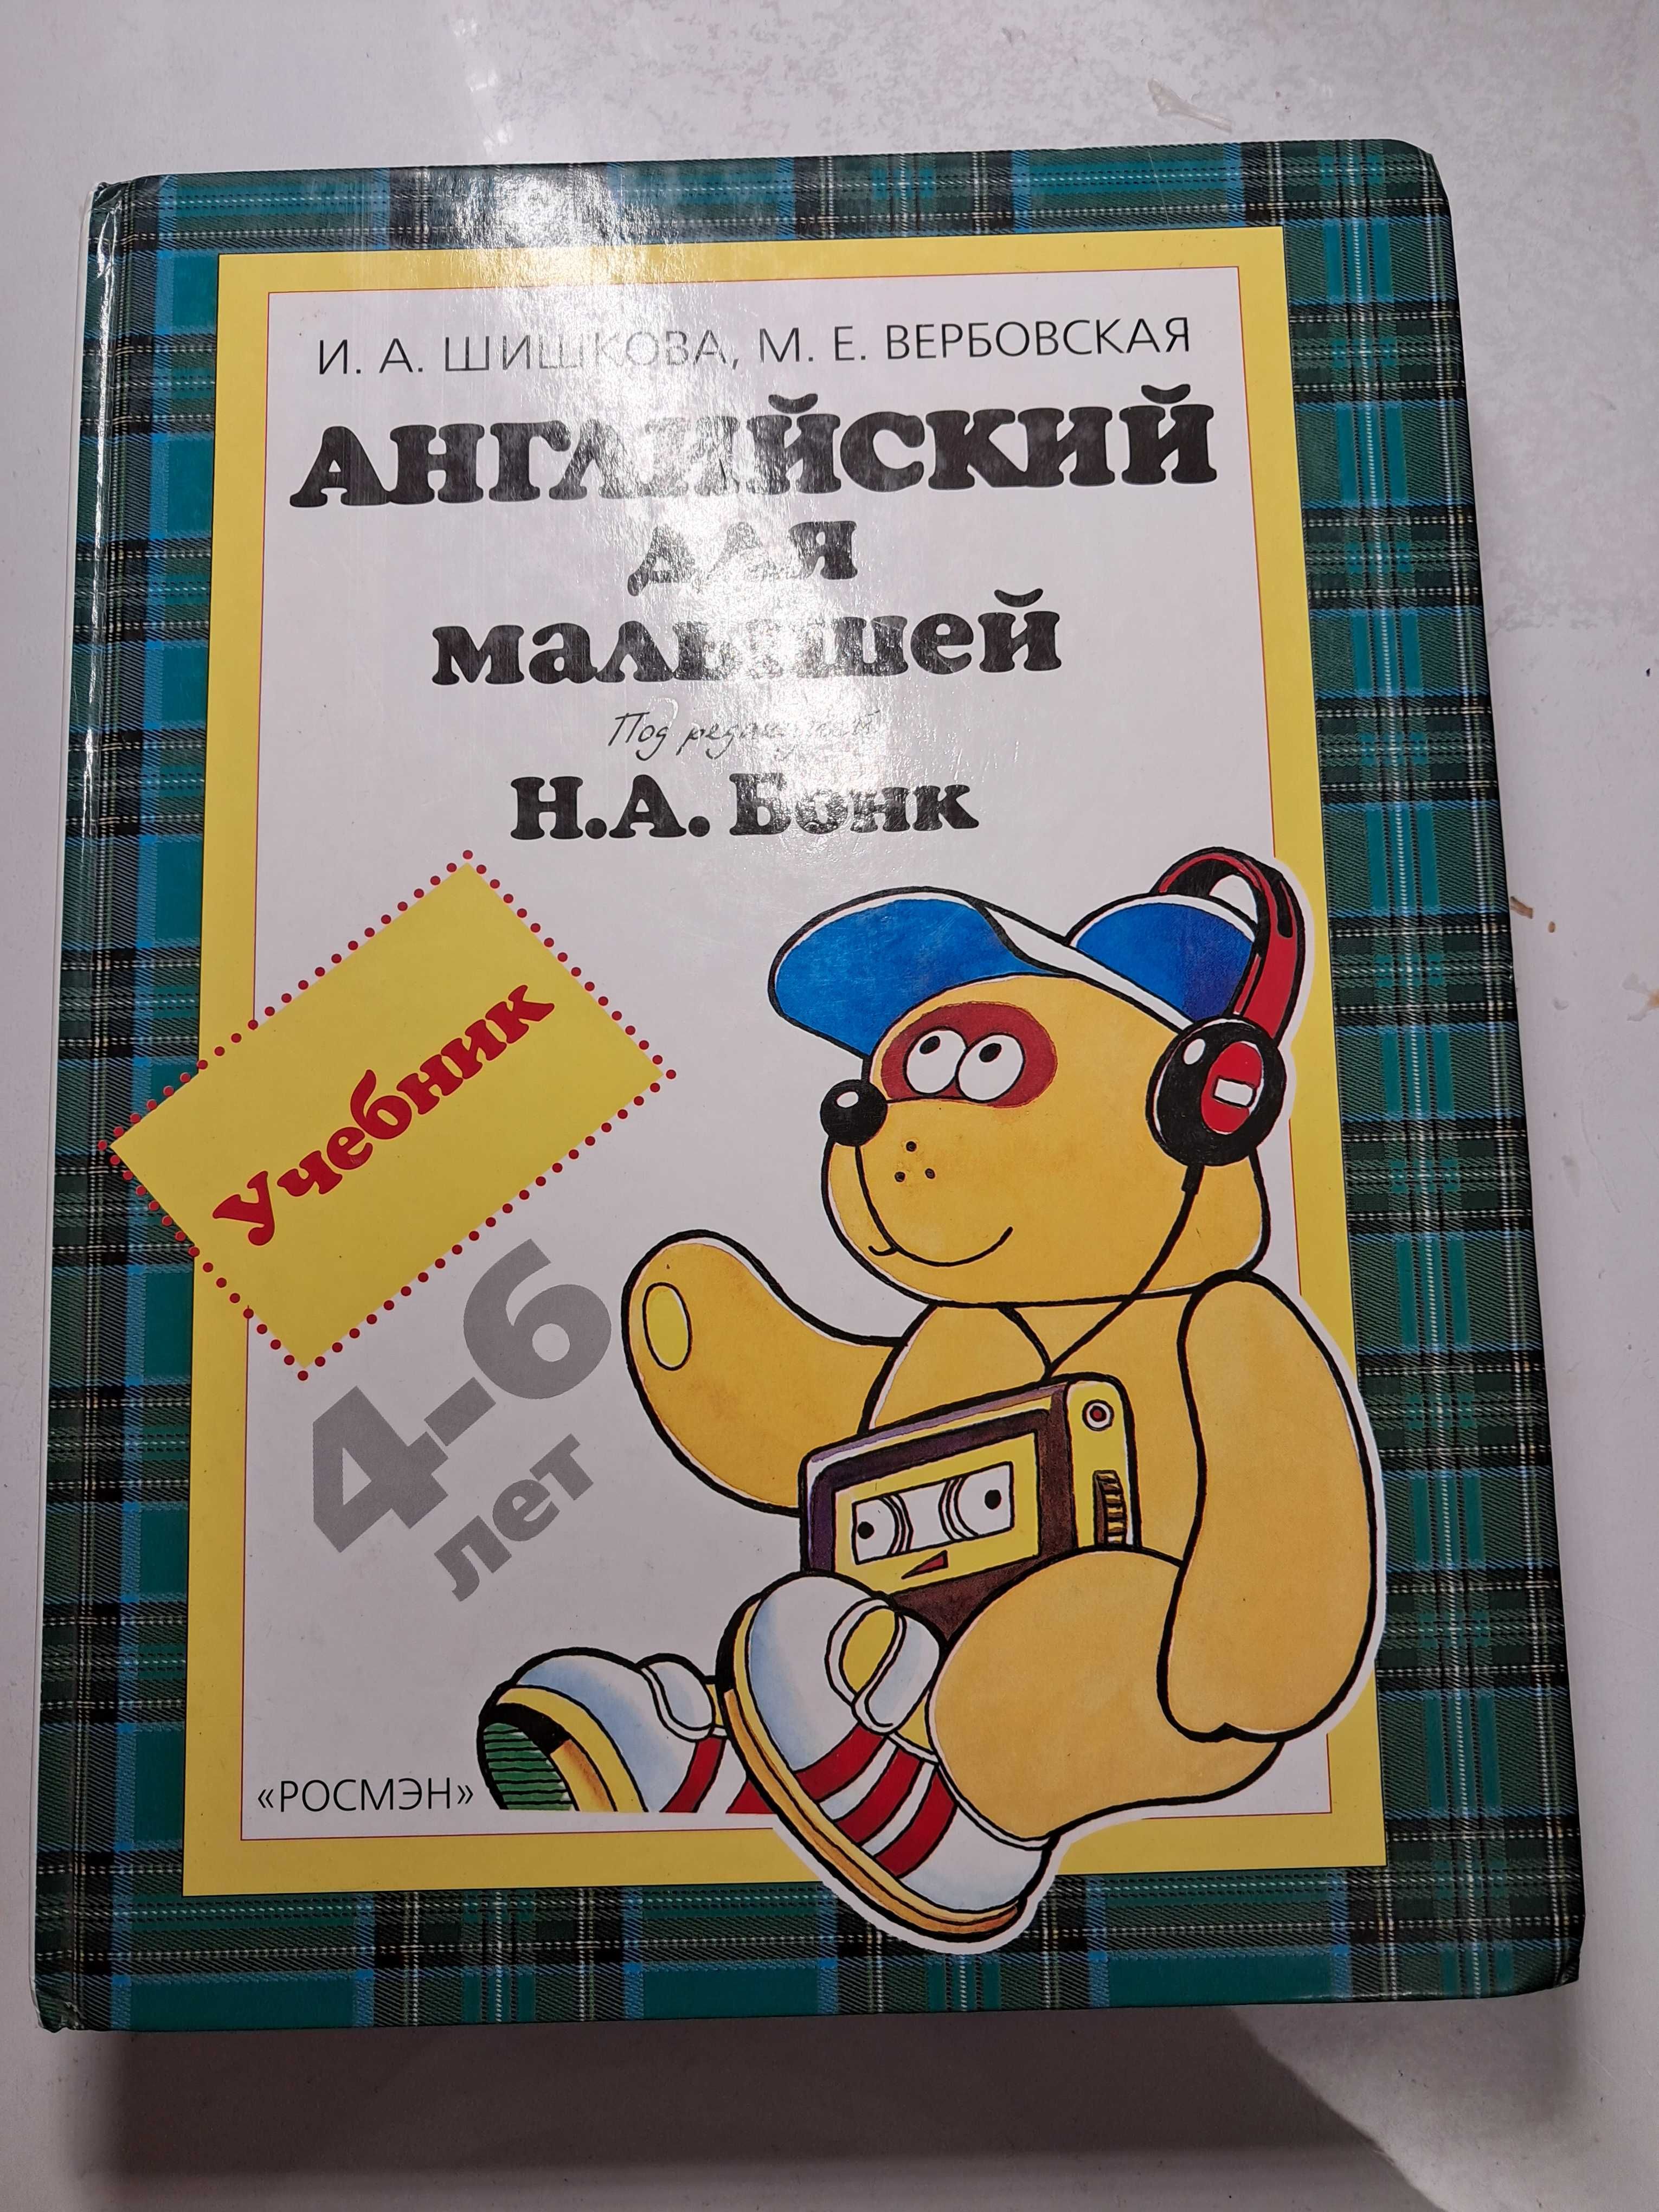 И. А. ШИШКОВА, М. Е. ВЕРБОВСКАЯ
АНГЛИЙСКИЙ
для
малышей
Под редакцией
Н.А. Бонк
Учебник
4-6
лет
«РОСМЭН»